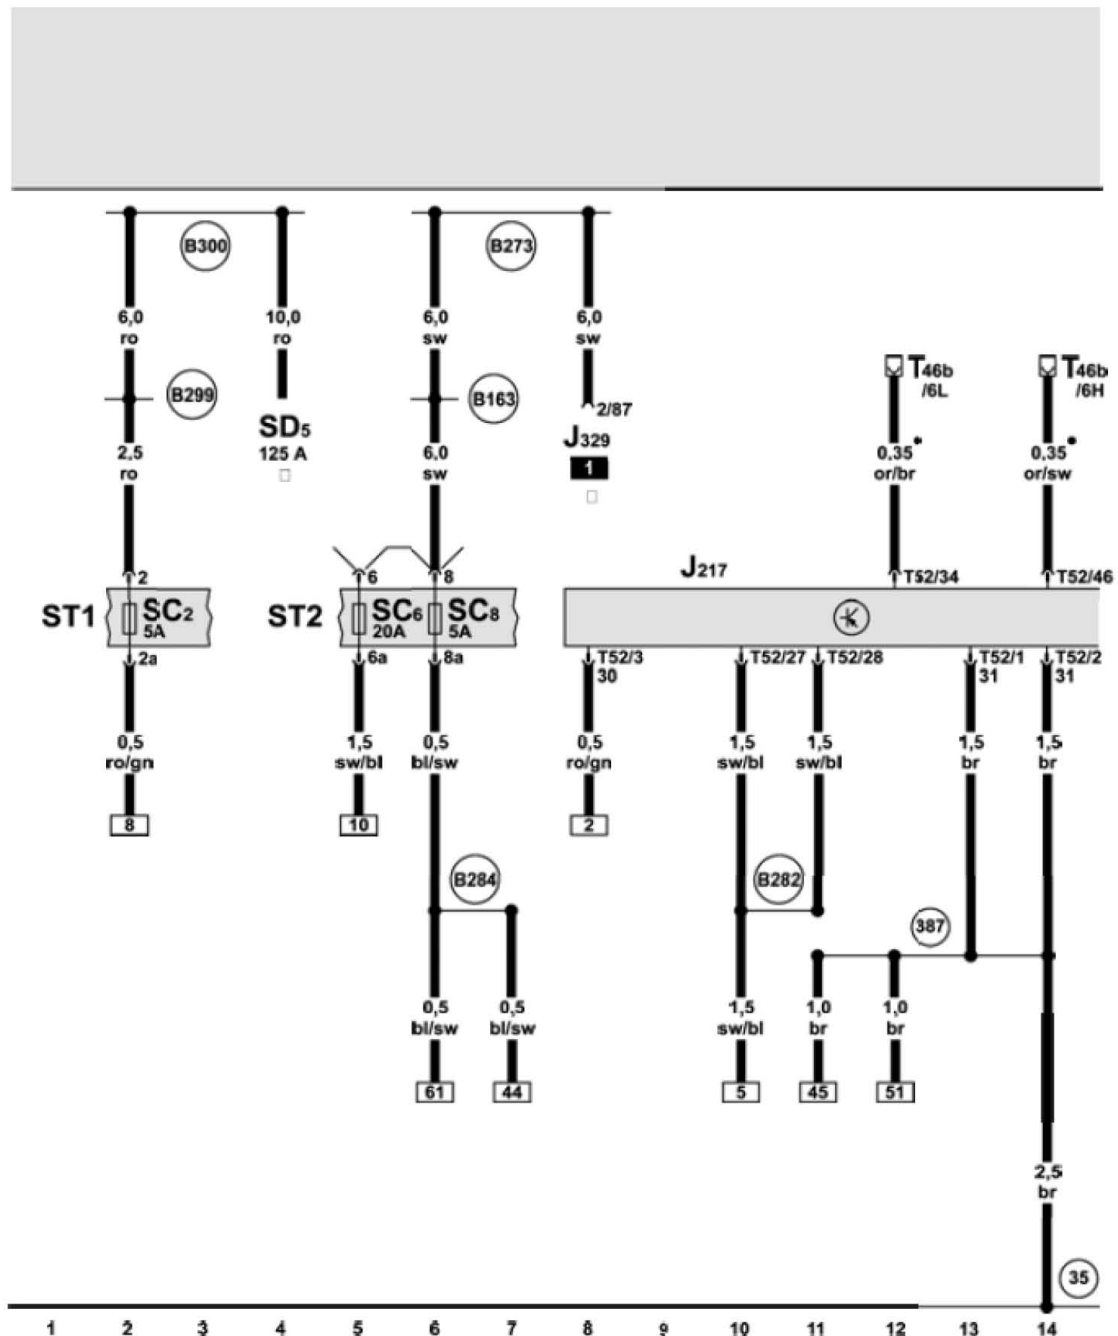 B300
B273
6,0
10,0
6,0
6,0
ro
ro
sw
sw
T46b
/6L
T46b
/6H
B299
B163
2/87
SD5
125 A
J329
1
2,5
ro
6,0
sw
0,35*
or/br
0,35*
or/sw
J217
2
6
8
T52/34
T52/46
ST1
SC2
5A
ST2
SC6
20A
SC8
5A
K
2a
6a
8a
T52/3
30
T52/27
T52/28
T52/1
31
T52/2
31
0,5
ro/gn
1,5
sw/bl
0,5
bl/sw
0,5
ro/gn
1,5
sw/bl
1,5
sw/bl
1,5
br
1,5
br
8
10
2
B284
B282
387
0,5
bl/sw
0,5
bl/sw
1,5
sw/bl
1,0
br
1,0
br
61
44
5
45
51
2,5
br
35
1 2 3 4 5 6 7 8 9 10 11 12 13 14